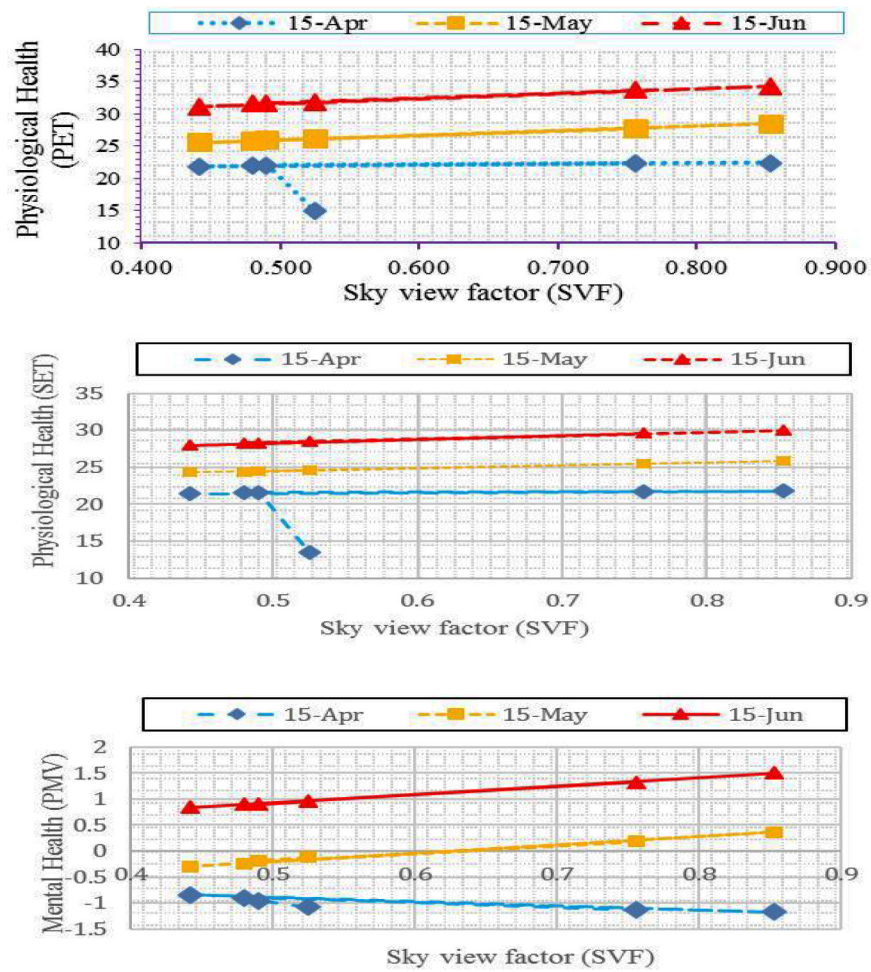 15-Apr 15-May 15-Jun
Physiological Health
(PET)
40
35
30
25
20
15
10
0.400 0.500 0.600 0.700 0.800 0.900
Sky view factor (SVF)
15-Apr 15-May 15-Jun
Physiological Health (SET)
35
30
25
20
15
10
0.4 0.5 0.6 0.7 0.8 0.9
Sky view factor (SVF)
15-Apr 15-May 15-Jun
Mental Health (PMV)
2
1.5
1
0.5
0
-0.5
-1
-1.5
0.4 0.5 0.6 0.7 0.8 0.9
Sky view factor (SVF)